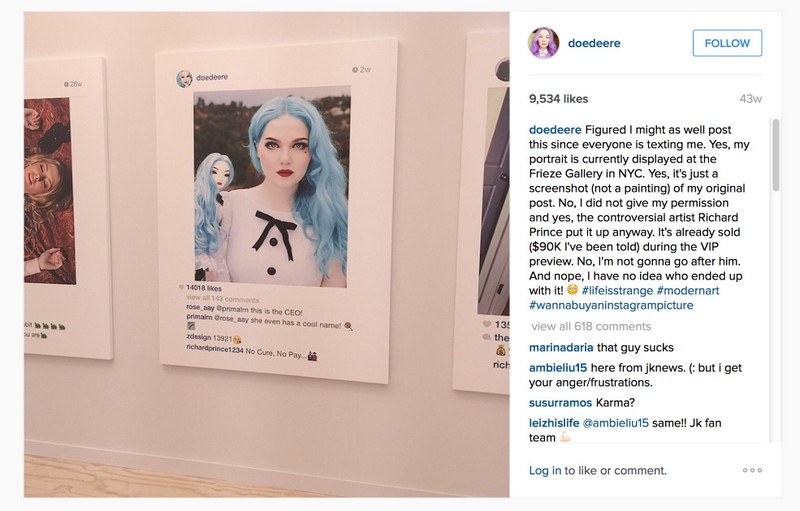 28w
doedeere
2w
14018 likes
view all 143 comments
rose_aay @primalrn this is the CEO!
primalrn @rose_aay she even has a cool name!
zdesign 13921
richardprince1234 No Cure, No Pay...
135
the
rich
doedeere
FOLLOW
9,534 likes
43w
doedeere Figured I might as well post
this since everyone is texting me. Yes, my
portrait is currently displayed at the
Frieze Gallery in NYC. Yes, it's just a
screenshot (not a painting) of my original
post. No, I did not give my permission
and yes, the controversial artist Richard
Prince put it up anyway. It's already sold
($90K I've been told) during the VIP
preview. No, I'm not gonna go after him.
And nope, I have no idea who ended up
with it! 😳 #lifeisstrange #modernart
#wannabuyaninstagrampicture
view all 618 comments
marinadaria that guy sucks
ambieliu15 here from jknews. (: but i get
your anger/frustrations.
susurramos Karma?
leizhislife @ambieliu15 same!! Jk fan
team 💪🏻
Log in to like or comment.